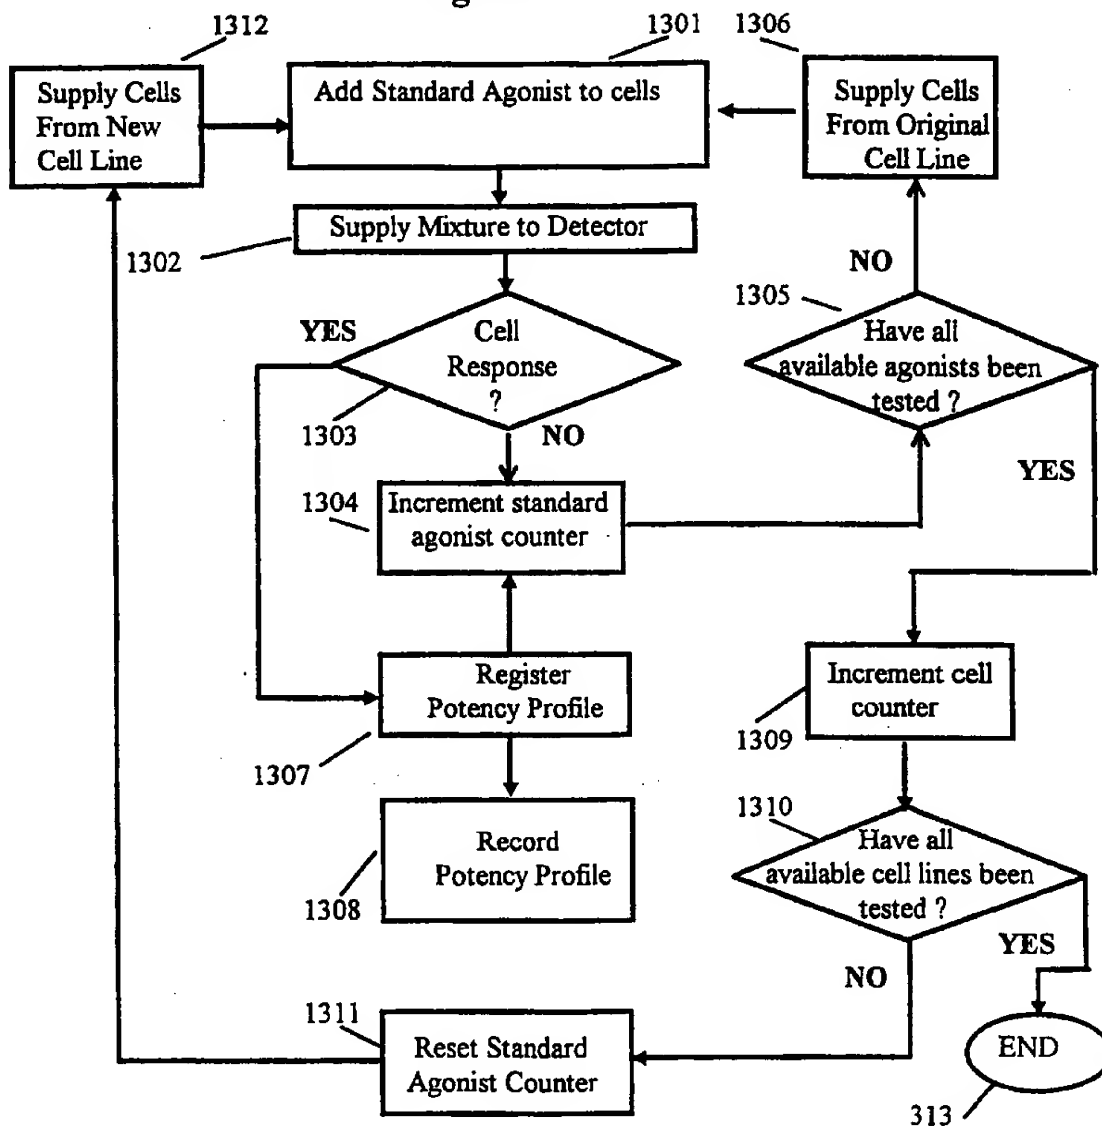 1312
1301
1306
Supply Cells
From New
Cell Line
Add Standard Agonist to cells
Supply Cells
From Original
Cell Line
Supply Mixture to Detector
1302
NO
1305
YES
Cell
Response
?
1303
NO
Have all
available agonists been
tested ?
YES
1304
Increment standard
agonist counter
Register
Potency Profile
1307
Increment cell
counter
1309
Record
Potency Profile
1308
1310
Have all
available cell lines been
tested ?
YES
NO
1311
Reset Standard
Agonist Counter
END
313